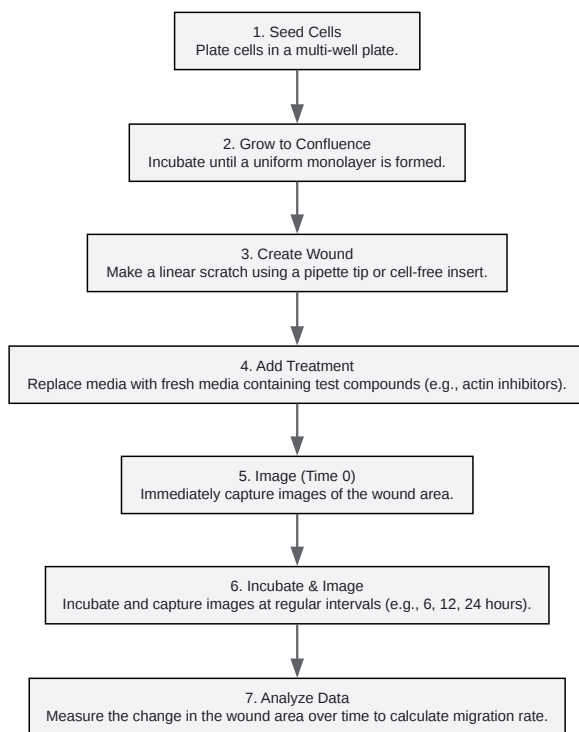 1. Seed Cells
Plate cells in a multi-well plate.
2. Grow to Confluence
Incubate until a uniform monolayer is formed.
3. Create Wound
Make a linear scratch using a pipette tip or cell-free insert.
4. Add Treatment
Replace media with fresh media containing test compounds (e.g., actin inhibitors).
5. Image (Time 0)
Immediately capture images of the wound area.
6. Incubate & Image
Incubate and capture images at regular intervals (e.g., 6, 12, 24 hours).
7. Analyze Data
Measure the change in the wound area over time to calculate migration rate.